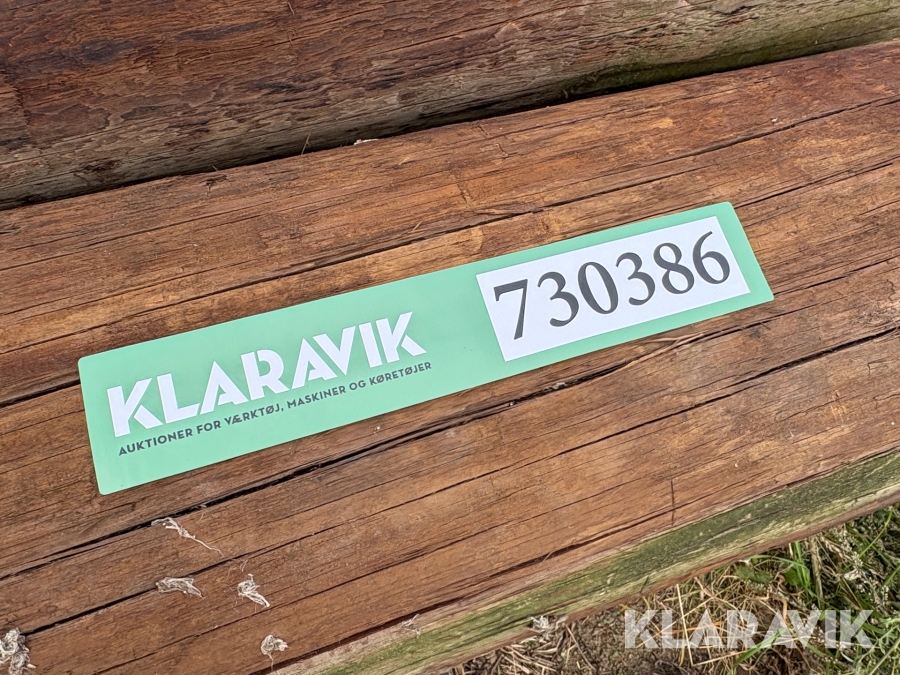 KLARAVIK
AUKTIONER FOR VÆRKTØJ, MASKINER OG KØRETØJER
730386
KLARAVIK